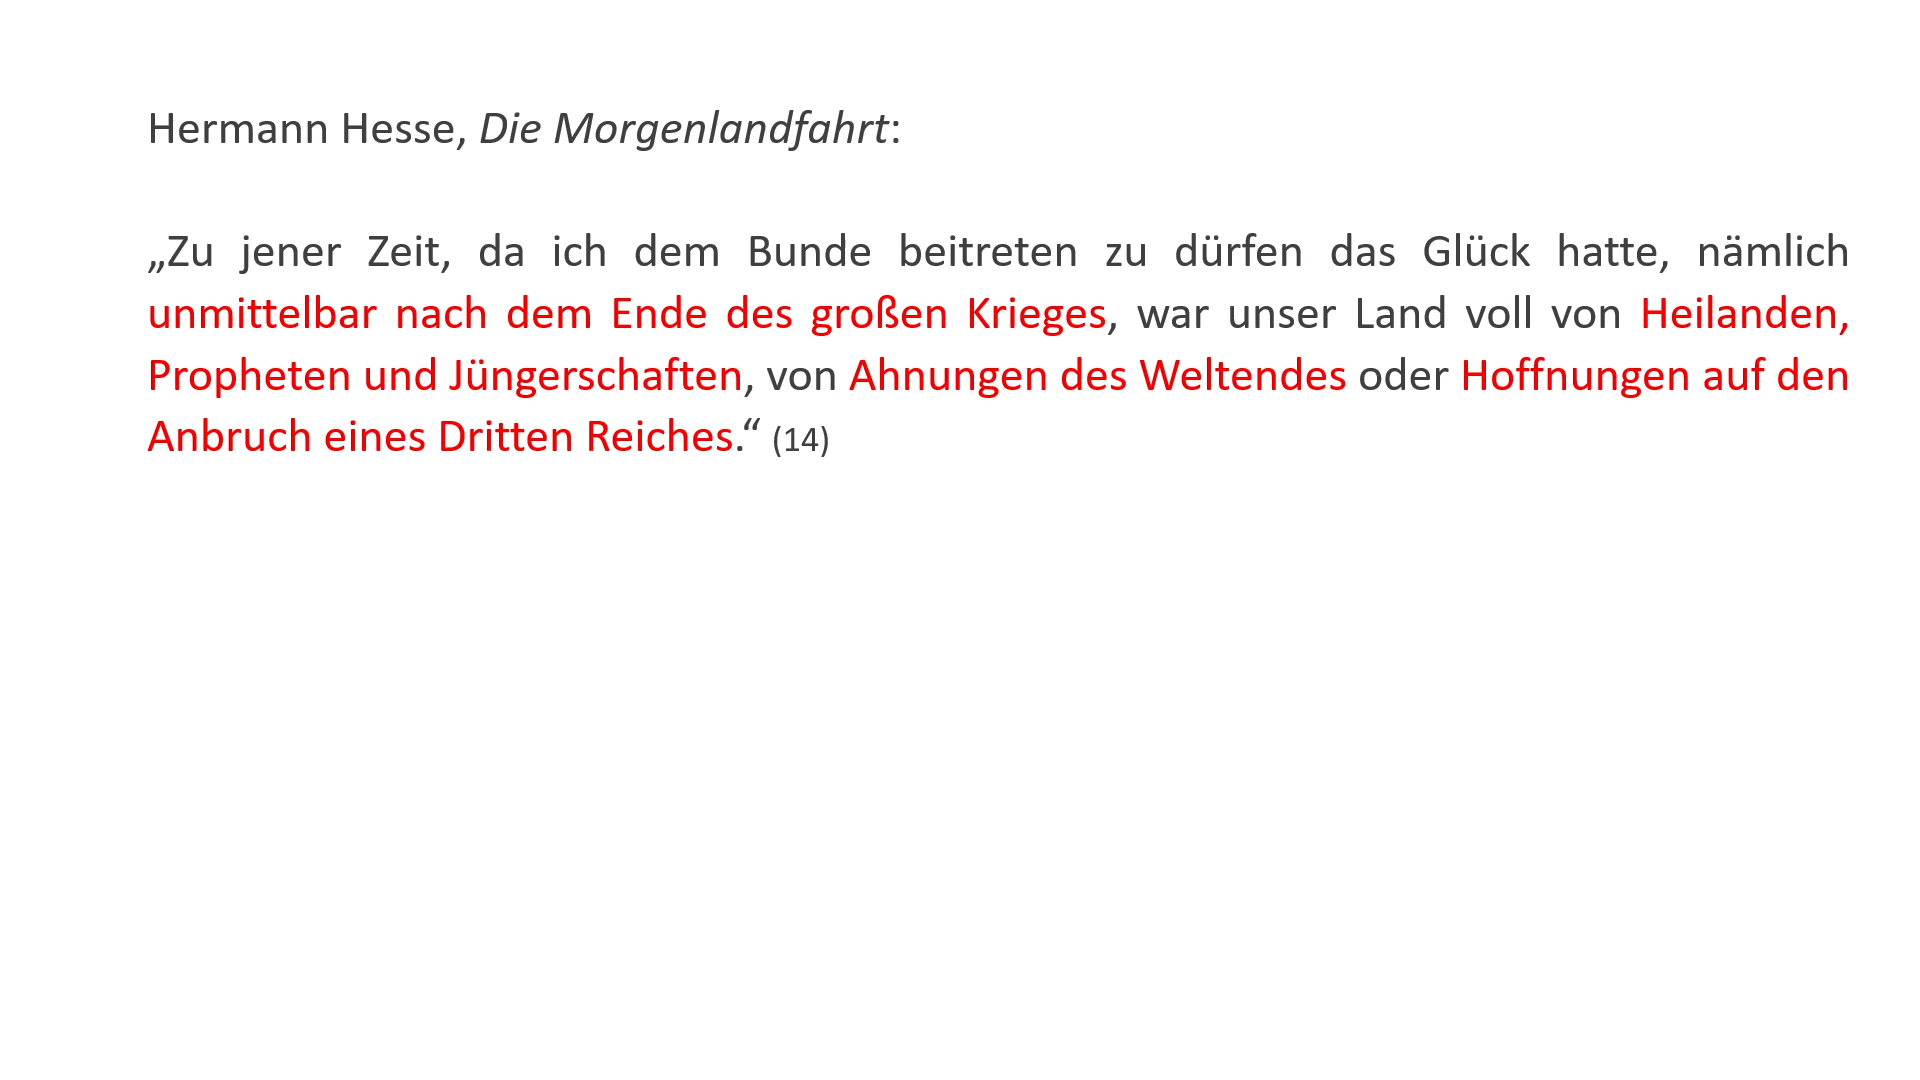 Hermann Hesse, Die Morgenlandfahrt:
„Zu jener Zeit, da ich dem Bunde beitreten zu dürfen das Glück hatte, nämlich
unmittelbar nach dem Ende des großen Krieges, war unser Land voll von Heilanden,
Propheten und Jüngerschaften, von Ahnungen des Weltendes oder Hoffnungen auf den
Anbruch eines Dritten Reiches.“ (14)